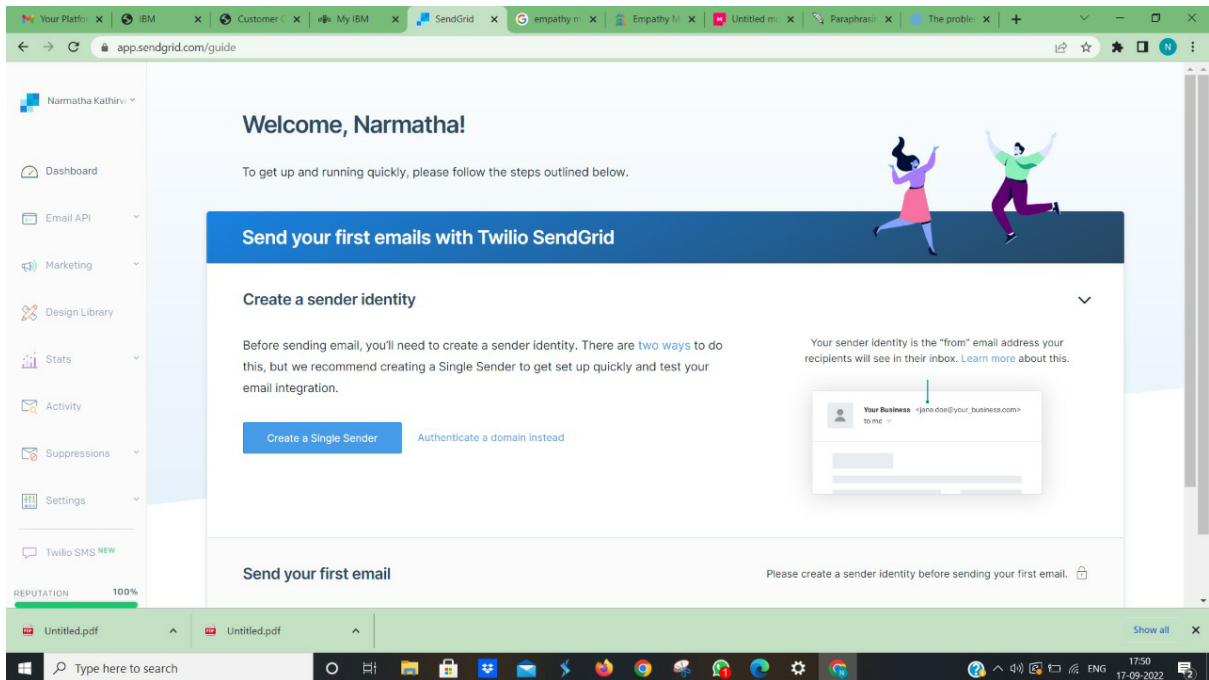 Your Platfo
IBM
Customer C
My IBM
SendGrid
empathy m
Empathy M
Untitled mo
Paraphrasin
The proble
app.sendgrid.com/guide
N
Narmatha Kathirv
Dashboard
Email API
Marketing
Design Library
Stats
Activity
Suppressions
Settings
Twilio SMS NEW
REPUTATION 100%
Welcome, Narmatha!
To get up and running quickly, please follow the steps outlined below.
Send your first emails with Twilio SendGrid
Create a sender identity
Before sending email, you'll need to create a sender identity. There are two ways to do
this, but we recommend creating a Single Sender to get set up quickly and test your
email integration.
Create a Single Sender
Authenticate a domain instead
Your sender identity is the "from" email address your
recipients will see in their inbox. Learn more about this.
Your Business <jane.doe@your_business.com>
to me
Send your first email
Please create a sender identity before sending your first email.
Untitled.pdf
Untitled.pdf
Show all
Type here to search
ENG
17:50
17-09-2022
2